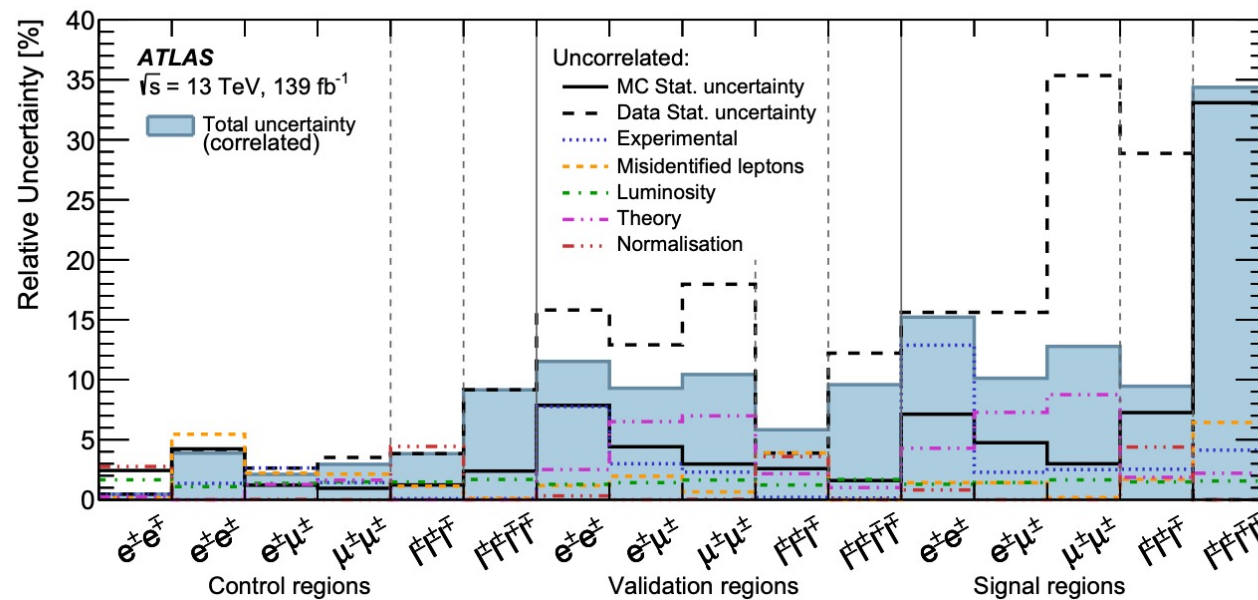 Relative Uncertainty [%]
40
35
30
25
20
15
10
5
0
ATLAS
√s = 13 TeV, 139 fb⁻¹
Total uncertainty
(correlated)
Uncorrelated:
MC Stat. uncertainty
Data Stat. uncertainty
Experimental
Misidentified leptons
Luminosity
Theory
Normalisation
e±e∓ e±e± e±μ± μ±μ± l±l±l∓ l±l±l∓l∓ e±e± e±μ± μ±μ± l±l±l∓ l±l±l∓l∓ e±e± e±μ± μ±μ± l±l±l∓ l±l±l∓l∓
Control regions Validation regions Signal regions